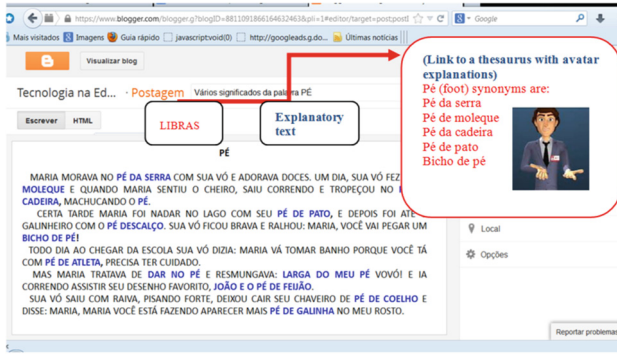 https://www.blogger.com/blogger.g?blogID=8811091866164632463&pli=1#editor/target=post;post
Google
Mais visitados Imagens Guia rápido javascriptvoid(0) http://googleads.g.do... Últimas notícias
Visualizar blog
Tecnologia na Ed... · Postagem Vários significados da palavra PÉ
Escrever HTML
LIBRAS
Explanatory
text
(Link to a thesaurus with avatar
explanations)
Pé (foot) synonyms are:
Pé da serra
Pé de moleque
Pé da cadeira
Pé de pato
Bicho de pé
PÉ
MARIA MORAVA NO PÉ DA SERRA COM SUA VÓ E ADORAVA DOCES. UM DIA, SUA VÓ FEZ
MOLEQUE E QUANDO MARIA SENTIU O CHEIRO, SAIU CORRENDO E TROPEÇOU NO
CADEIRA, MACHUCANDO O PÉ.
CERTA TARDE MARIA FOI NADAR NO LAGO COM SEU PÉ DE PATO, E DEPOIS FOI ATÉ
GALINHEIRO COM O PÉ DESCALÇO. SUA VÓ FICOU BRAVA E RALHOU: MARIA, VOCÊ VAI PEGAR UM
BICHO DE PÉ!
TODO DIA AO CHEGAR DA ESCOLA SUA VÓ DIZIA: MARIA VÁ TOMAR BANHO PORQUE VOCÊ TÁ
COM PÉ DE ATLETA, PRECISA TER CUIDADO.
MAS MARIA TRATAVA DE DAR NO PÉ E RESMUNGAVA: LARGA DO MEU PÉ VOVÓ! E IA
CORRENDO ASSISTIR SEU DESENHO FAVORITO, JOÃO E O PÉ DE FEIJÃO.
SUA VÓ SAIU COM RAIVA, PISANDO FORTE, DEIXOU CAIR SEU CHAVEIRO DE PÉ DE COELHO E
DISSE: MARIA, MARIA VOCÊ ESTÁ FAZENDO APARECER MAIS PÉ DE GALINHA NO MEU ROSTO.
Local
Opções
Reportar problemas